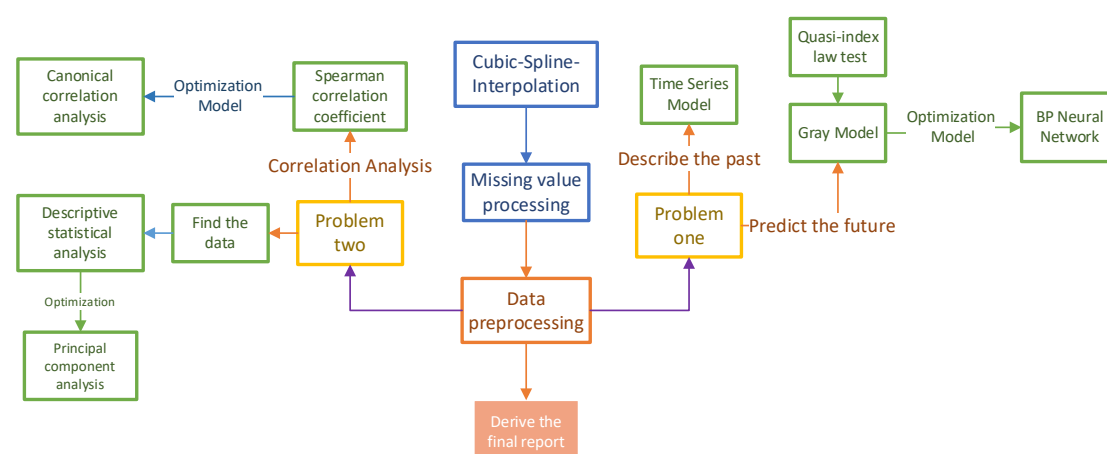 Quasi-index
law test
Cubic-Spline-
Interpolation
Canonical
correlation
analysis
Optimization
Model
Spearman
correlation
coefficient
Time Series
Model
Gray Model
Optimization
Model
BP Neural
Network
Correlation Analysis
Describe the past
Missing value
processing
Descriptive
statistical
analysis
Find the
data
Problem
two
Problem
one
Predict the future
Optimization
Data
preprocessing
Principal
component
analysis
Derive the
final report